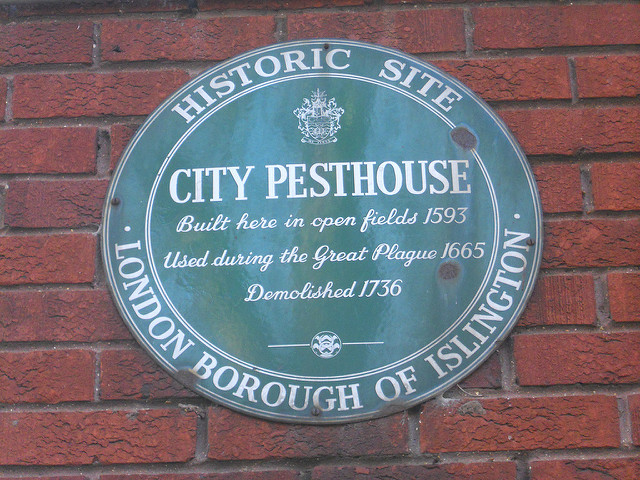 HISTORIC SITE
CITY PESTHOUSE
Built here in open fields 1593
Used during the Great Plague 1665
Demolished 1736
· LONDON BOROUGH OF ISLINGTON ·